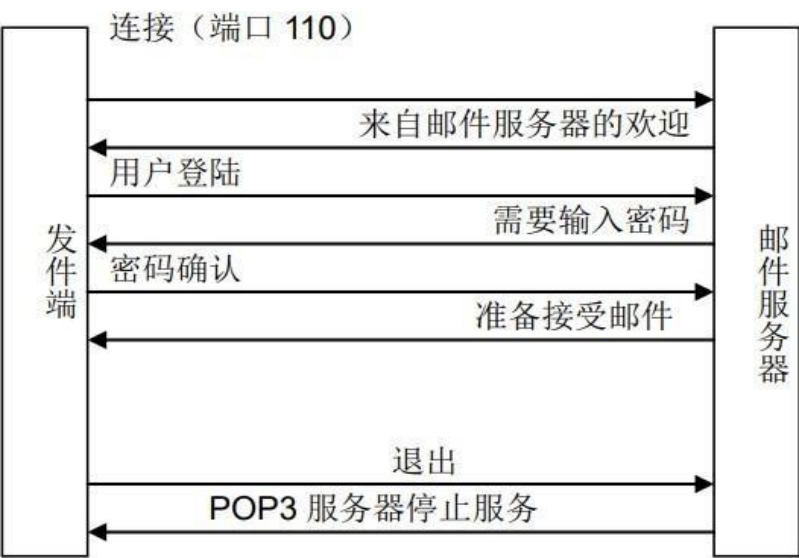 连接（端口 110）
来自邮件服务器的欢迎
用户登陆
需要输入密码
密码确认
准备接受邮件
发件端
邮件服务器
退出
POP3 服务器停止服务